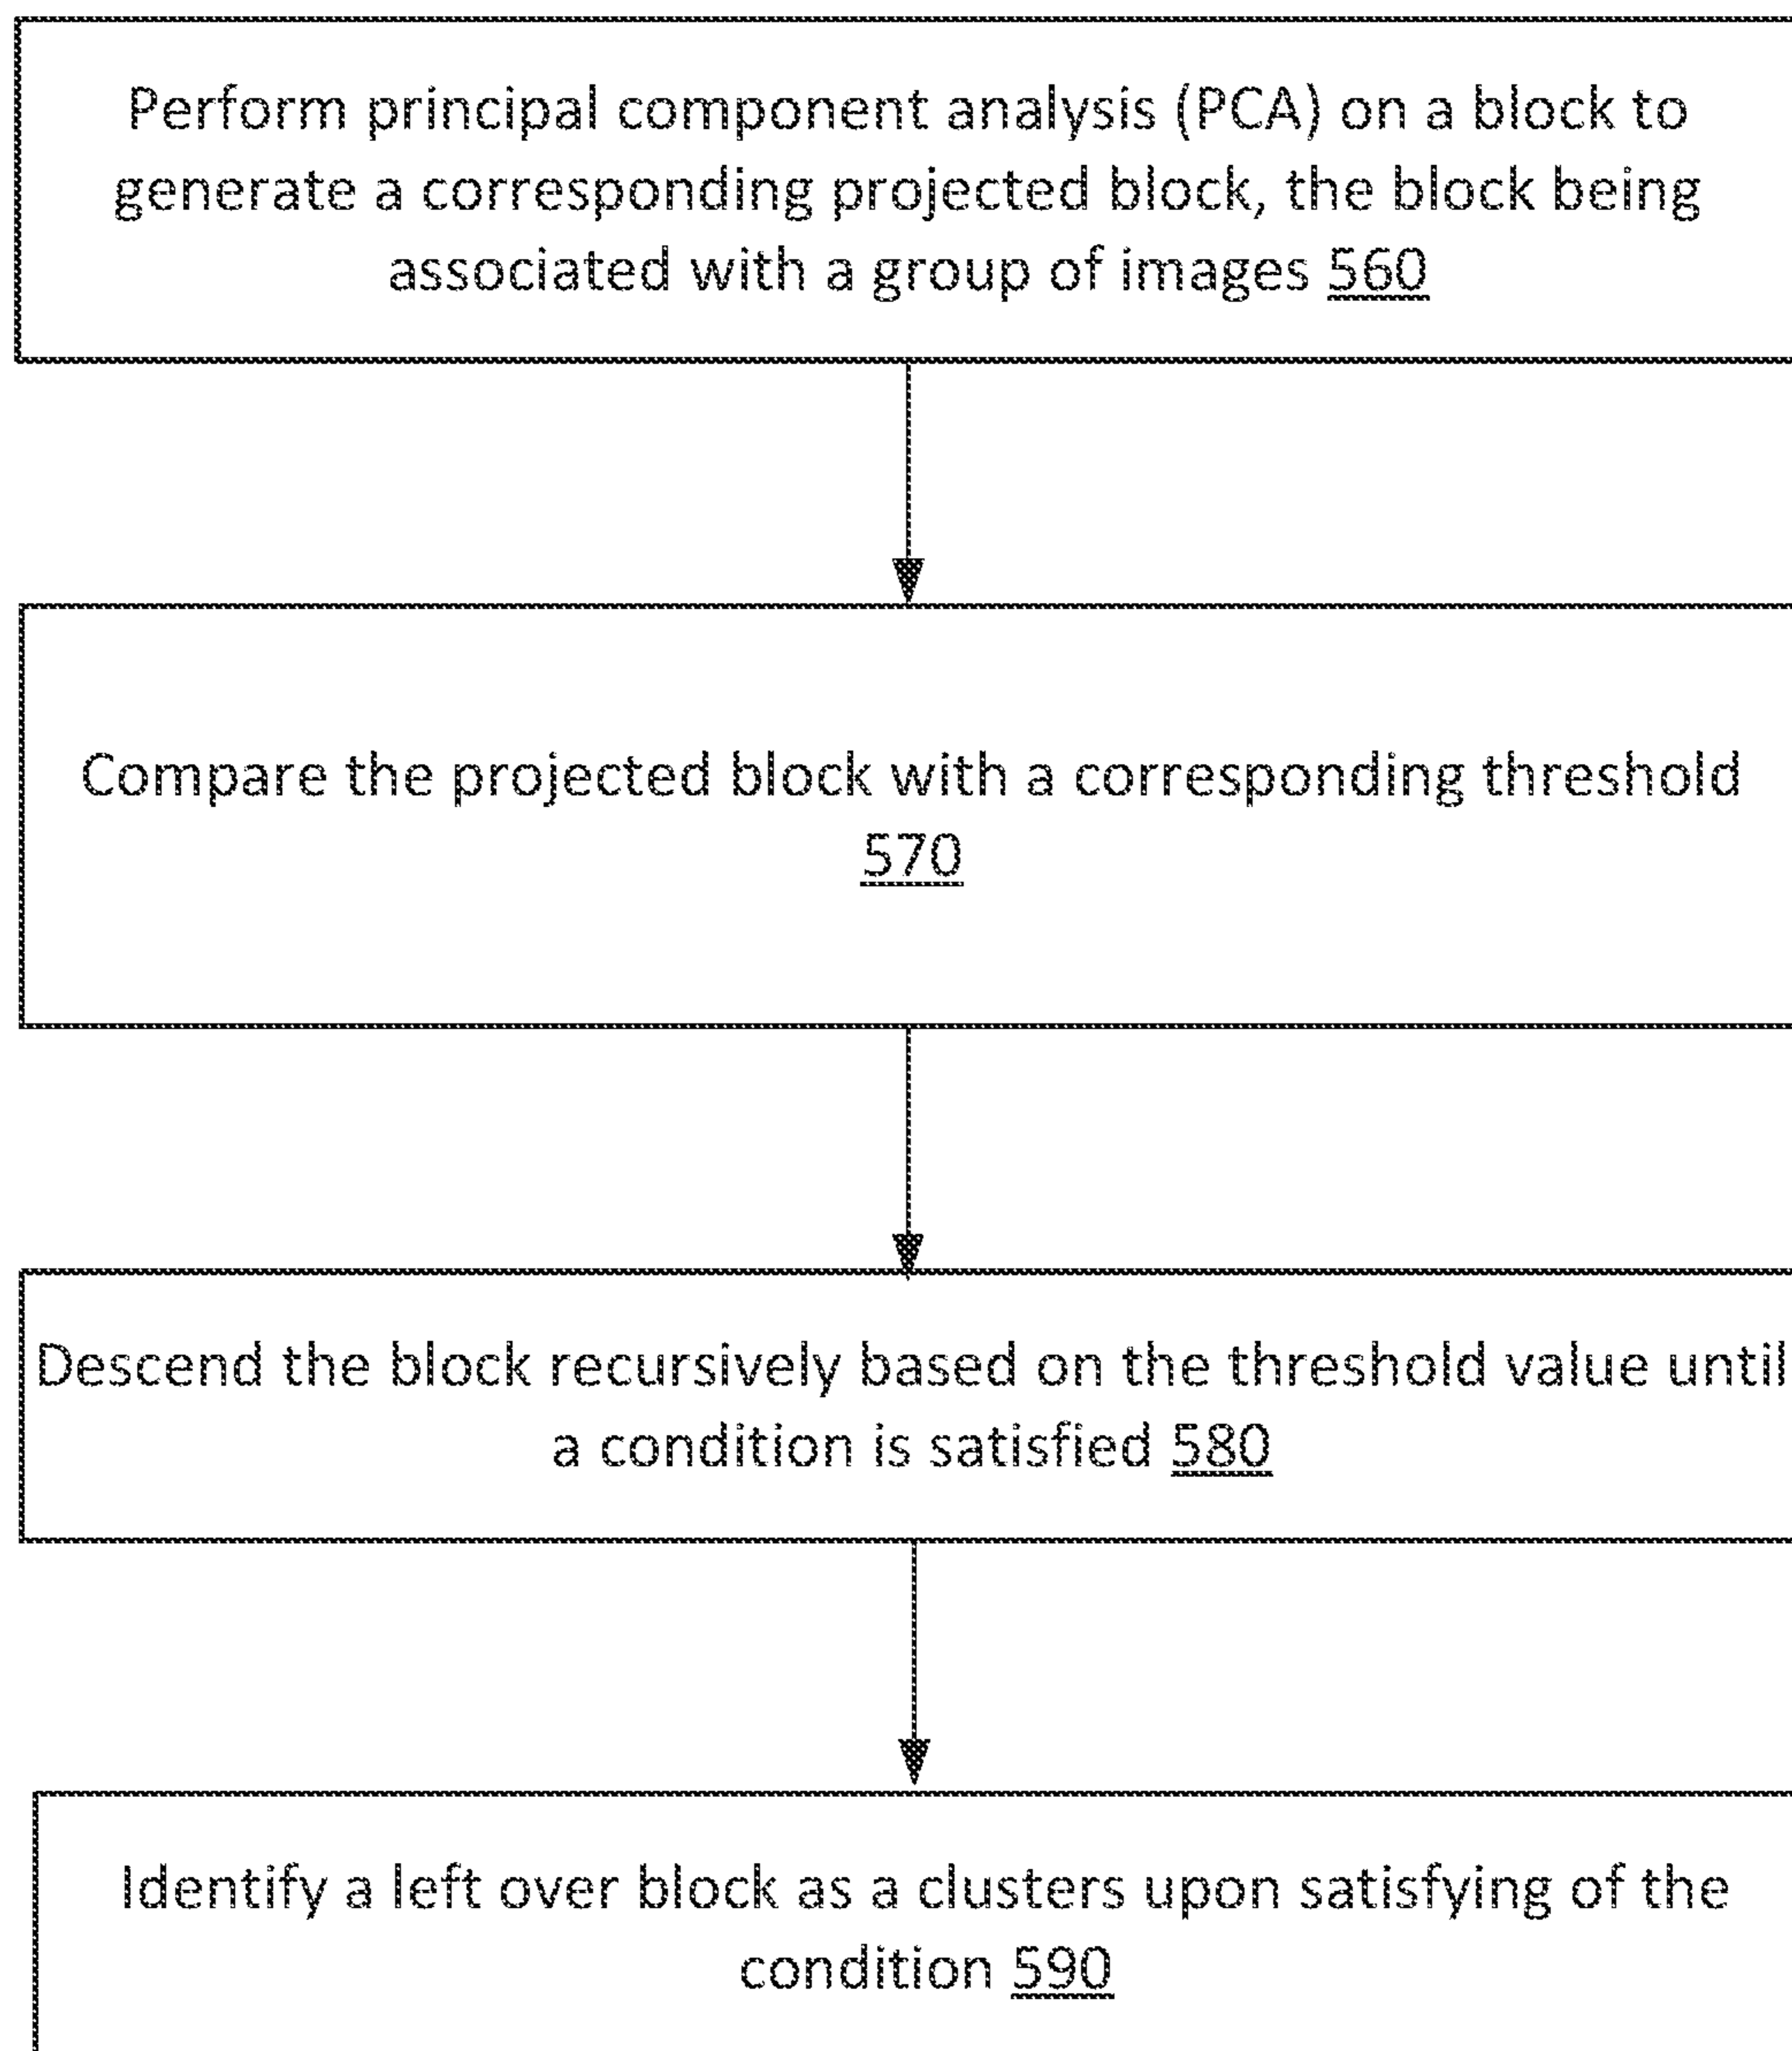 Perform principal component analysis (PCA) on a block to
generate a corresponding projected block, the block being
associated with a group of images 560
Compare the projected block with a corresponding threshold
570
Descend the block recursively based on the threshold value until
a condition is satisfied 580
Identify a left over block as a clusters upon satisfying of the
condition 590